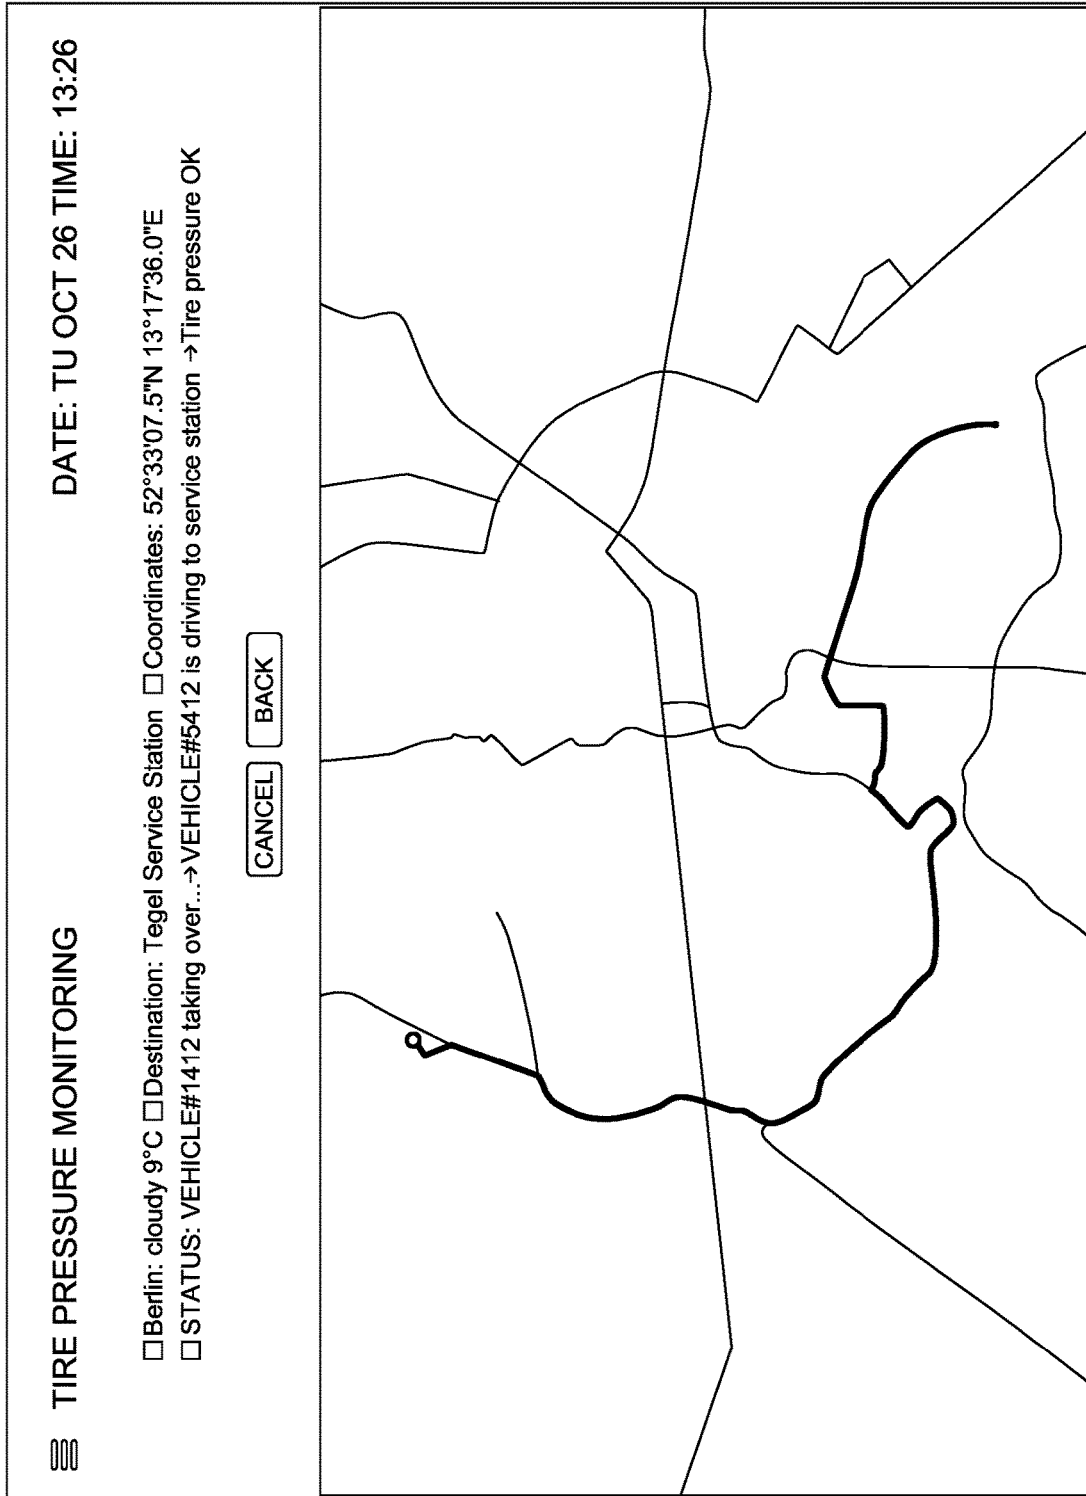 TIRE PRESSURE MONITORING DATE: TU OCT 26 TIME: 13:26
☐ Berlin: cloudy 9°C ☐ Destination: Tegel Service Station ☐ Coordinates: 52°33'07.5"N 13°17'36.0"E
☐ STATUS: VEHICLE#1412 taking over...→VEHICLE#5412 is driving to service station →Tire pressure OK
CANCEL BACK